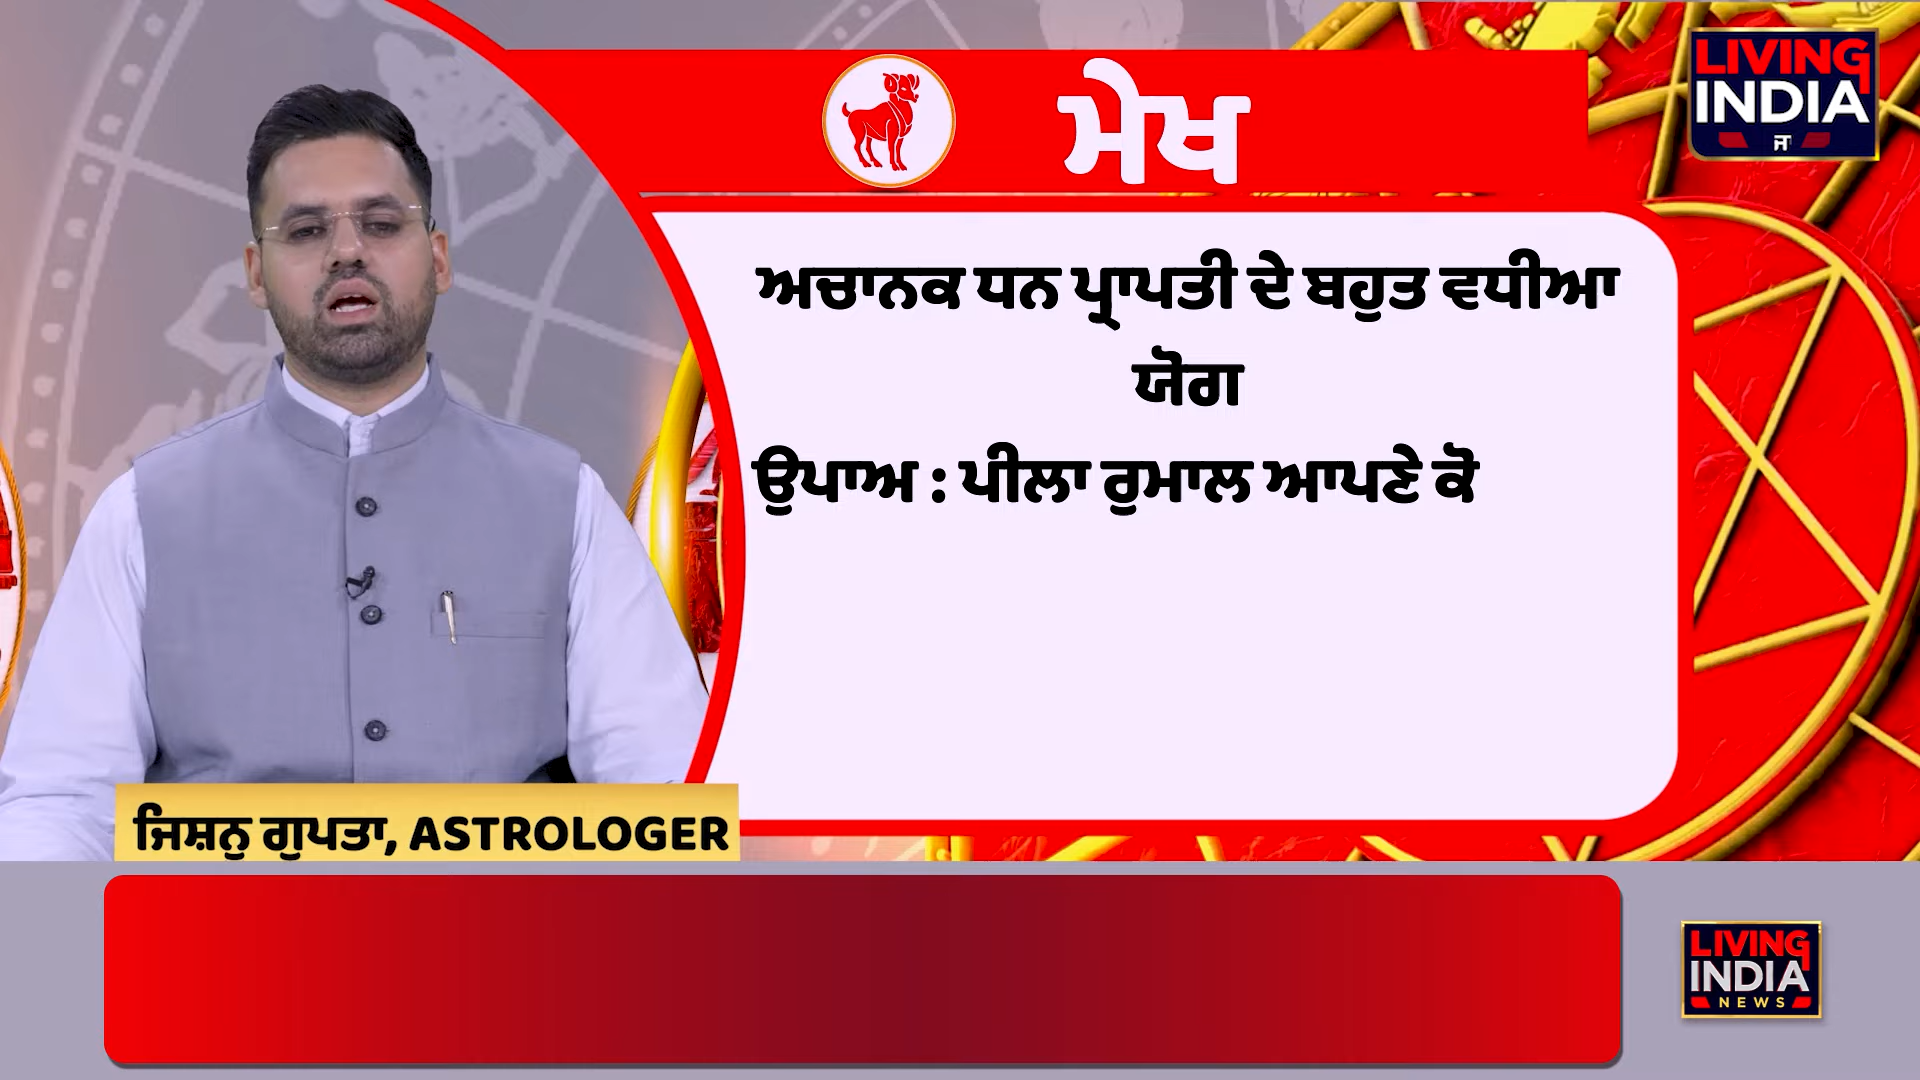 ਮੇਖ
LIVING
INDIA
ਅਚਾਨਕ ਧਨ ਪ੍ਰਾਪਤੀ ਦੇ ਬਹੁਤ ਵਧੀਆ
ਯੋਗ
ਉਪਾਅ : ਪੀਲਾ ਰੁਮਾਲ ਆਪਣੇ ਕੋ
ਜਿਸ਼ਨੁ ਗੁਪਤਾ, ASTROLOGER
LIVING
INDIA
NEWS